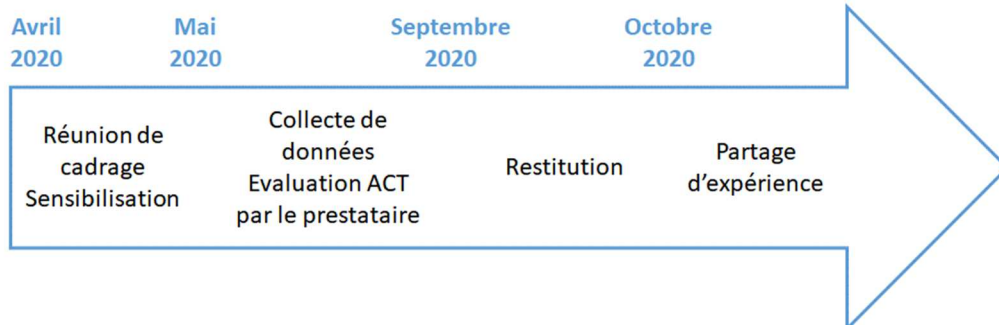 Avril
2020
Mai
2020
Septembre
2020
Octobre
2020
Réunion de
cadrage
Sensibilisation
Collecte de
données
Evaluation ACT
par le prestataire
Restitution
Partage
d'expérience